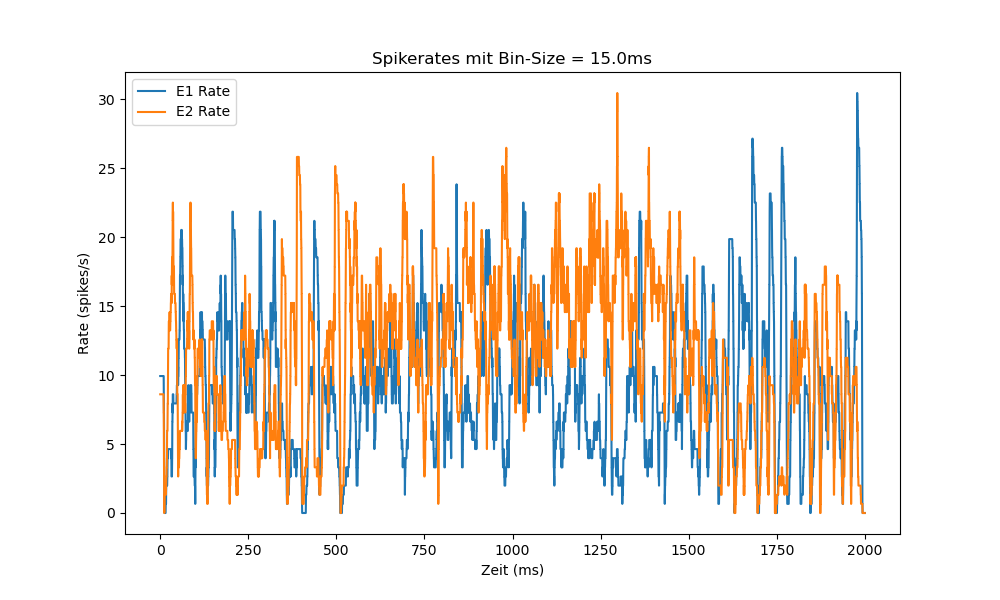 Spikerates mit Bin-Size = 15.0ms
E1 Rate
E2 Rate
30
25
20
15
10
5
0
Rate (spikes/s)
0 250 500 750 1000 1250 1500 1750 2000
Zeit (ms)